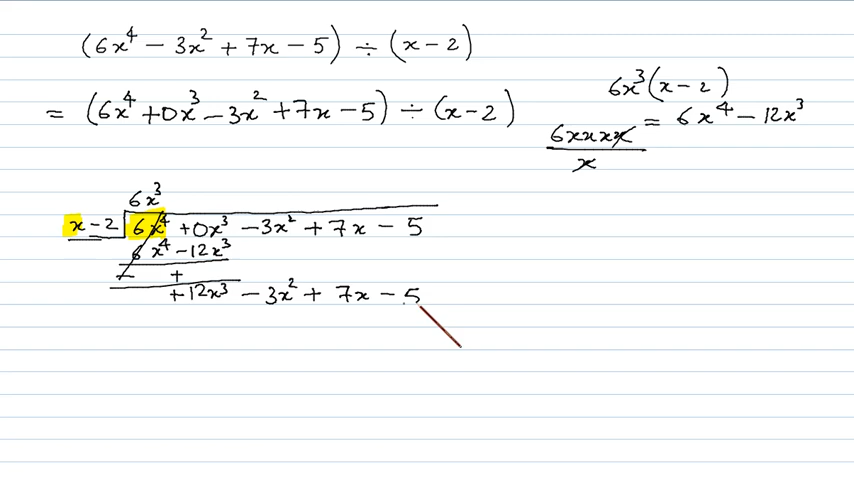 (6x⁴ − 3x² + 7x − 5) ÷ (x − 2)
= (6x⁴ + 0x³ − 3x² + 7x − 5) ÷ (x − 2)
6x³(x − 2)
= 6x⁴ − 12x³
6xxxx
x
6x³
x − 2 6x⁴ + 0x³ − 3x² + 7x − 5
6x⁴ − 12x³
− +
+12x³ − 3x² + 7x − 5